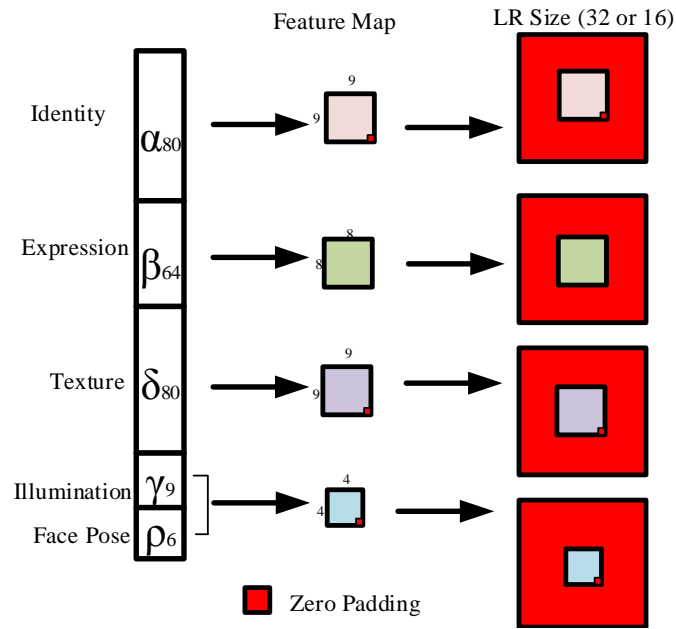 Feature Map
LR Size (32 or 16)
Identity
α80
9
9
Expression
β64
8
8
Texture
δ80
9
9
Illumination
γ9
Face Pose
ρ6
4
4
Zero Padding